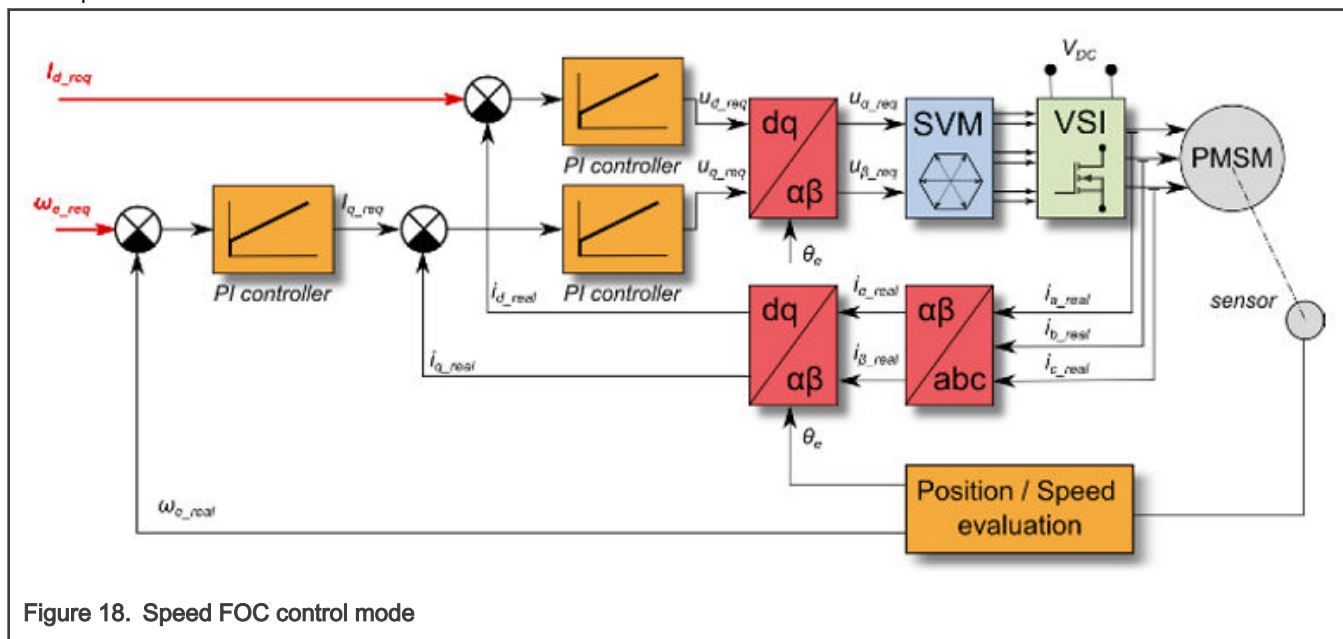 V_DC
I_d_req
u_d_req
u_α_req
dq
SVM
VSI
PMSM
PI controller
u_q_req
u_β_req
αβ
ω_e_req
I_q_req
θ_e
PI controller
i_d_real
PI controller
i_α_real
i_a_real
sensor
dq
αβ
i_b_real
i_q_real
i_β_real
i_c_real
αβ
abc
θ_e
ω_e_real
Position / Speed
evaluation
Figure 18. Speed FOC control mode